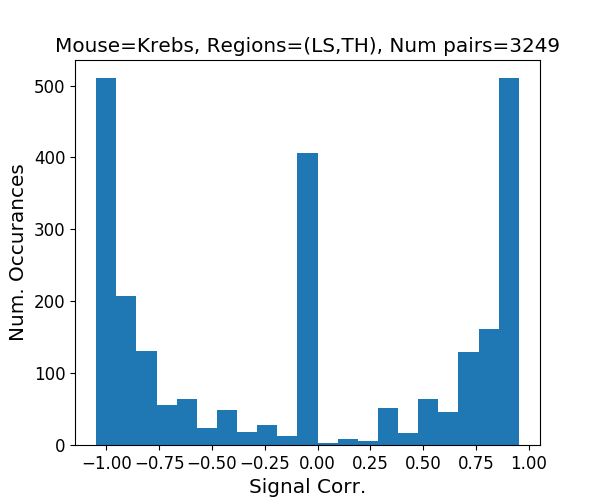 Mouse=Krebs, Regions=(LS,TH), Num pairs=3249
500
400
300
200
100
0
Num. Occurances
−1.00 −0.75 −0.50 −0.25 0.00 0.25 0.50 0.75 1.00
Signal Corr.